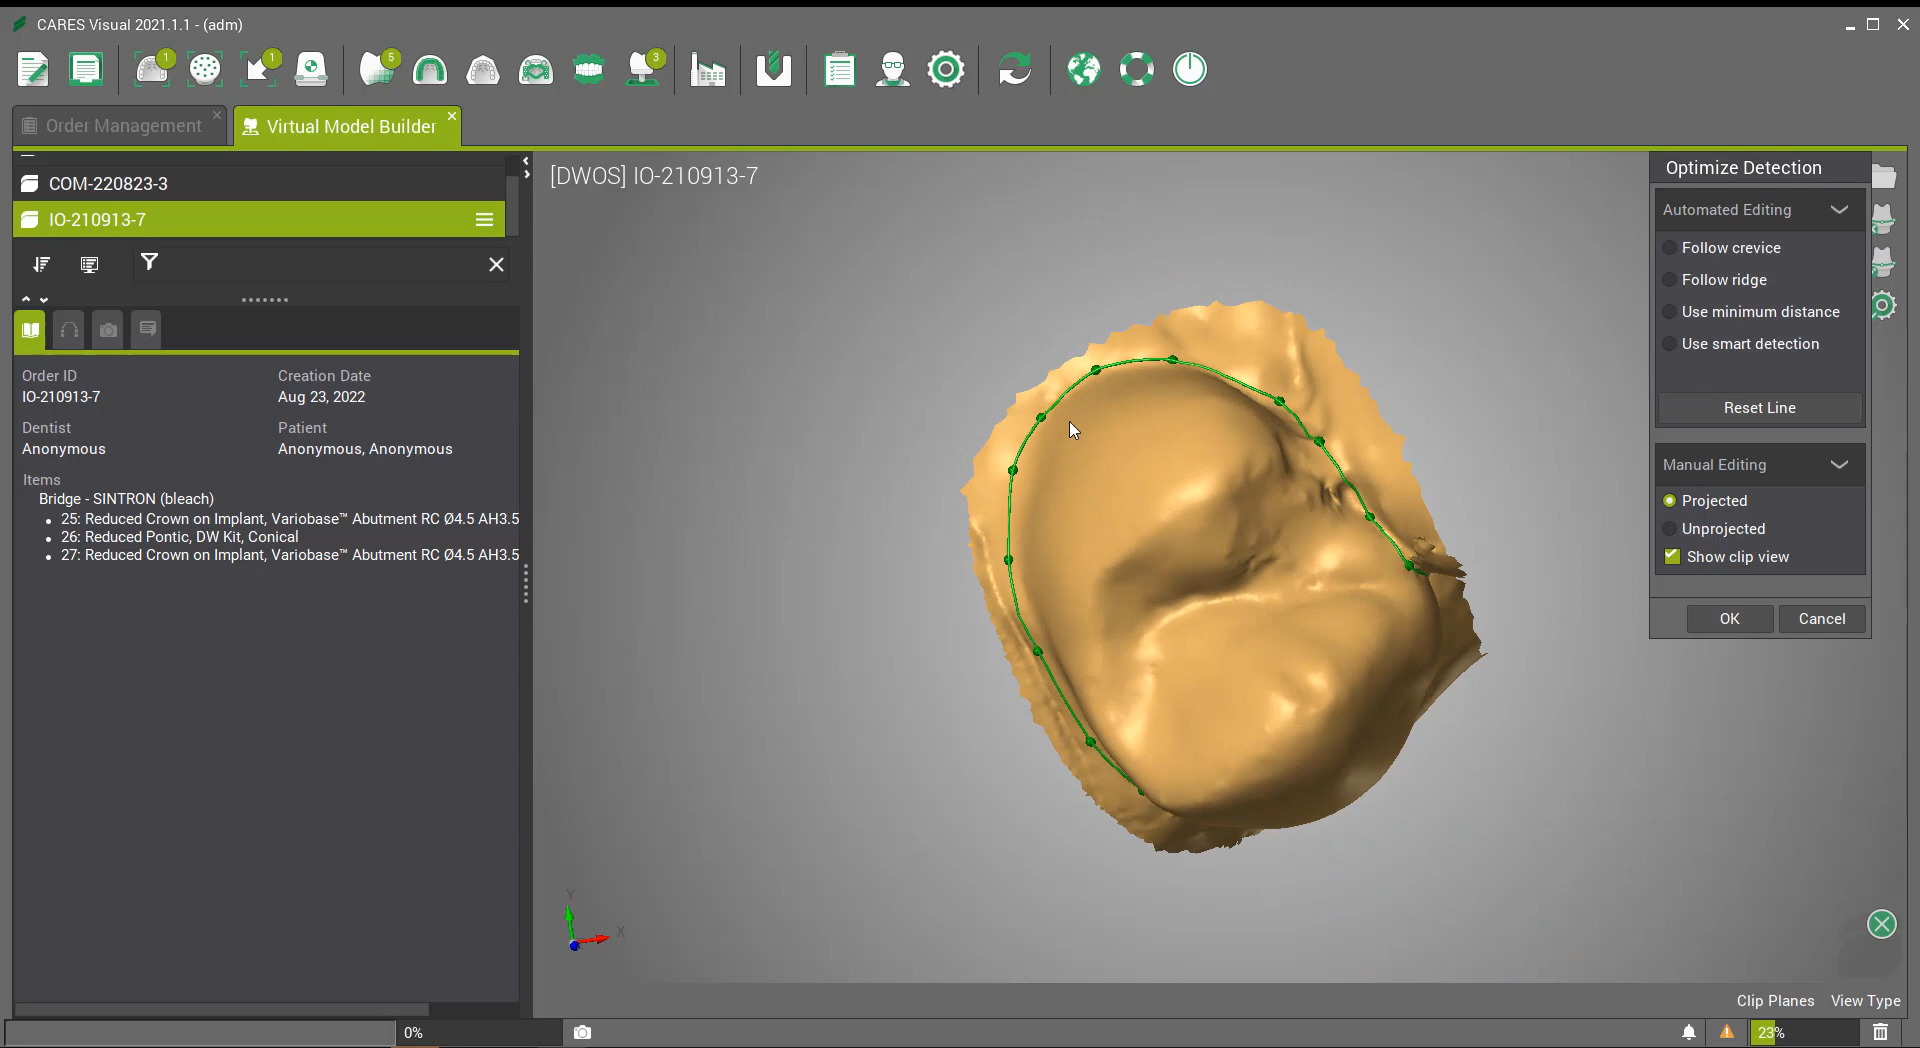 CARES Visual 2021.1.1 - (adm)
1
1
5
3
Order Management
Virtual Model Builder
COM-220823-3
IO-210913-7
Order ID
IO-210913-7
Creation Date
Aug 23, 2022
Dentist
Anonymous
Patient
Anonymous, Anonymous
Items
Bridge - SINTRON (bleach)
25: Reduced Crown on Implant, Variobase™ Abutment RC Ø4.5 AH3.5
26: Reduced Pontic, DW Kit, Conical
27: Reduced Crown on Implant, Variobase™ Abutment RC Ø4.5 AH3.5
[DWOS] IO-210913-7
Y
X
Optimize Detection
Automated Editing
Follow crevice
Follow ridge
Use minimum distance
Use smart detection
Reset Line
Manual Editing
Projected
Unprojected
Show clip view
OK
Cancel
Clip Planes
View Type
0%
23%